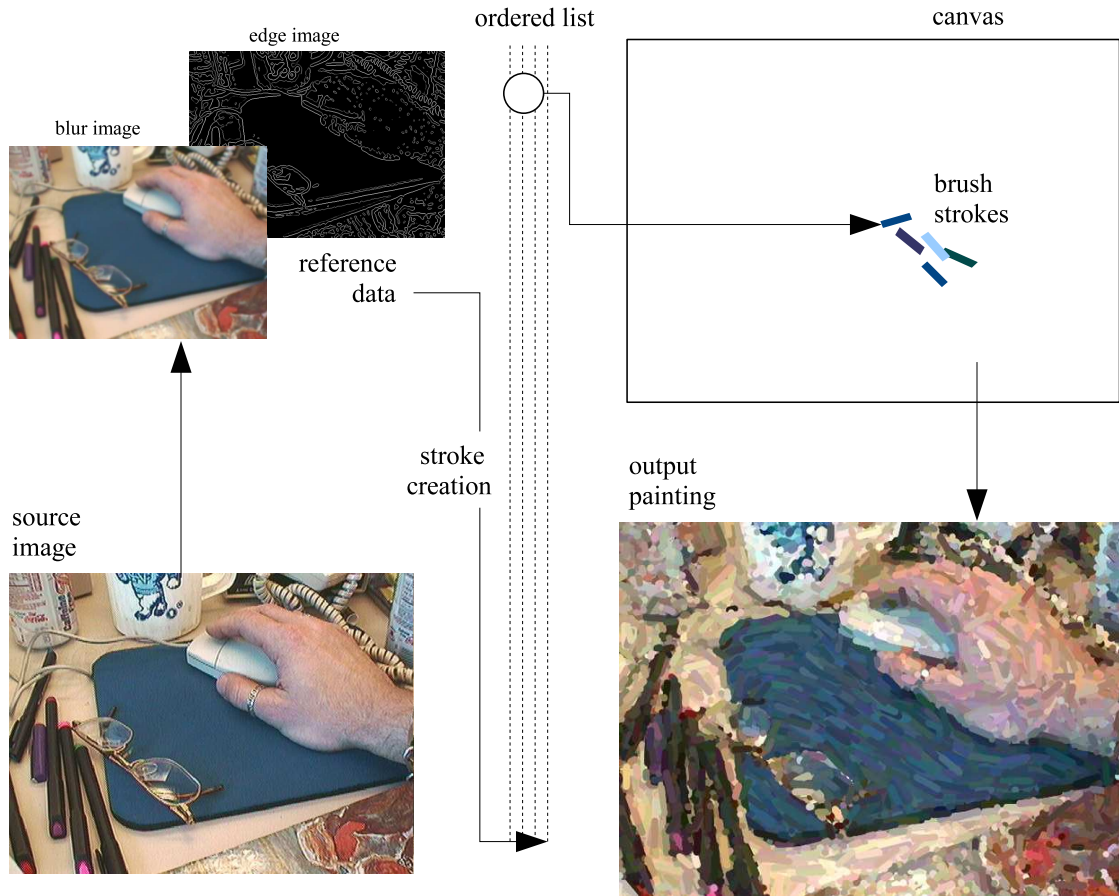 ordered list
canvas
edge image
blur image
brush
strokes
reference
data
stroke
creation
output
painting
source
image